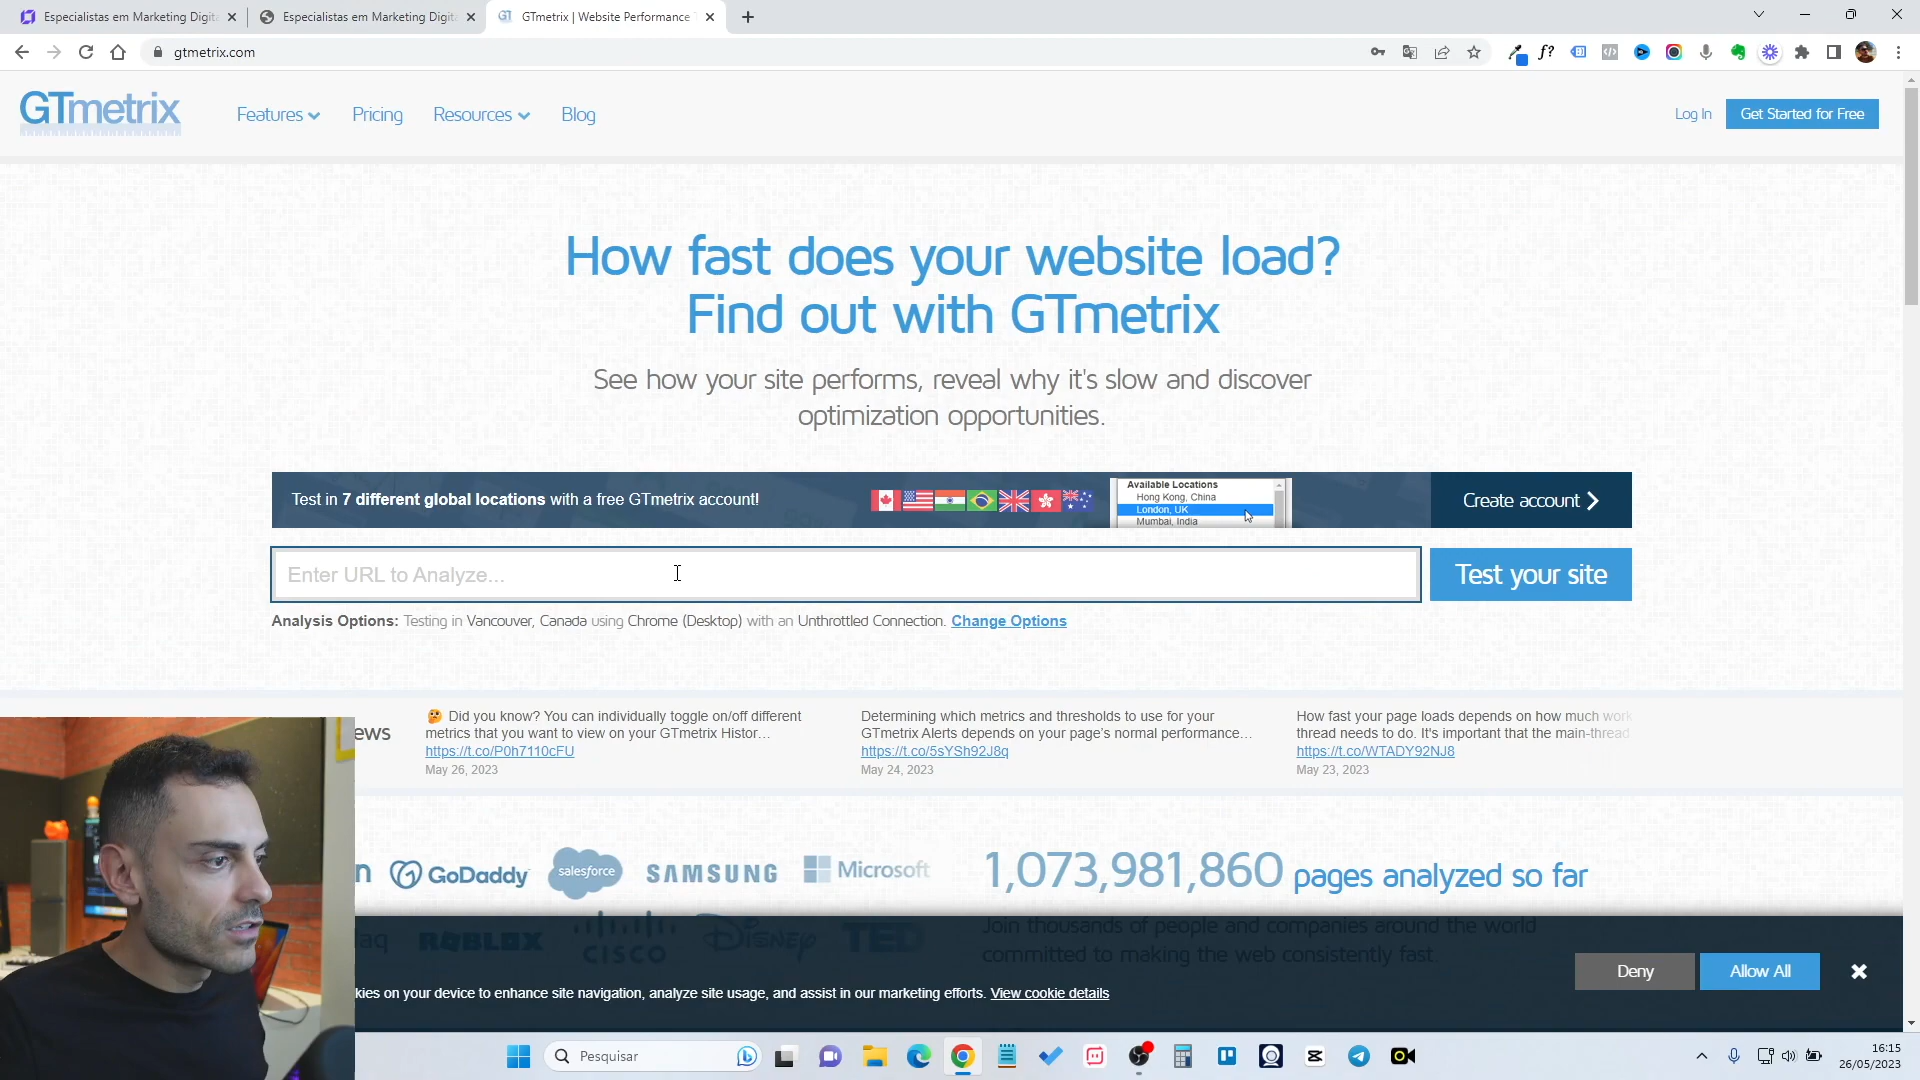 Especialistas em Marketing Digita
Especialistas em Marketing Digita
GTmetrix | Website Performance
gtmetrix.com
f?
GTmetrix
Features
Pricing
Resources
Blog
Log In
Get Started for Free
How fast does your website load?
Find out with GTmetrix
See how your site performs, reveal why it's slow and discover
optimization opportunities.
Test in 7 different global locations with a free GTmetrix account!
Available Locations
Hong Kong, China
London, UK
Mumbai, India
Create account
Enter URL to Analyze...
Test your site
Analysis Options: Testing in Vancouver, Canada using Chrome (Desktop) with an Unthrottled Connection. Change Options
ews
🤔 Did you know? You can individually toggle on/off different
metrics that you want to view on your GTmetrix Histor...
https://t.co/P0h7110cFU
May 26, 2023
Determining which metrics and thresholds to use for your
GTmetrix Alerts depends on your page's normal performance...
https://t.co/5sYSh92J8q
May 24, 2023
How fast your page loads depends on how much work
thread needs to do. It's important that the main-thread
https://t.co/WTADY92NJ8
May 23, 2023
n
GoDaddy
salesforce
SAMSUNG
Microsoft
1,073,981,860 pages analyzed so far
aq
ROBLOX
CISCO
Disney
TED
Join thousands of people and companies around the world
committed to making the web consistently fast.
kies on your device to enhance site navigation, analyze site usage, and assist in our marketing efforts. View cookie details
Deny
Allow All
Pesquisar
16:15
26/05/2023